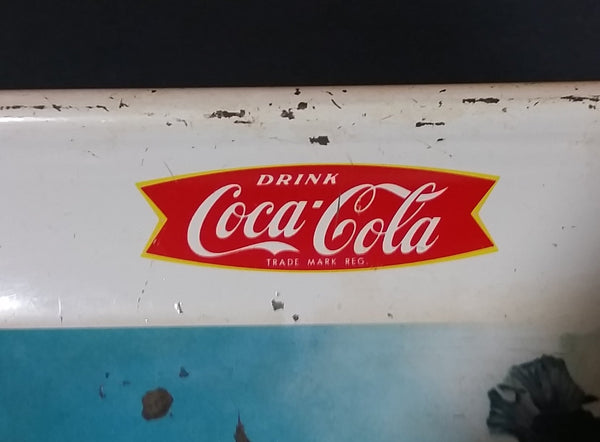 DRINK
Coca-Cola
TRADE MARK REG.